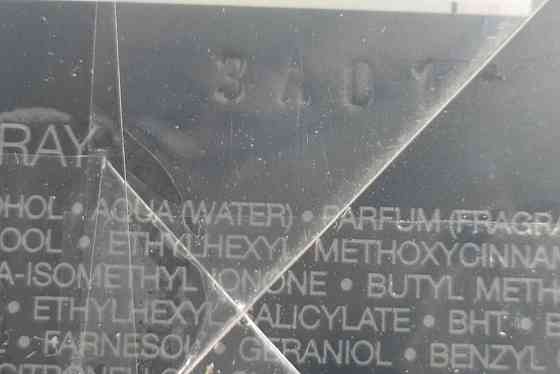 RAY
OHOL • AQUA (WATER) • PARFUM (FRAGRA
OOL • ETHYLHEXYL METHOXYCINNAM
A-ISOMETHYL IONONE • BUTYL METH
• ETHYLHEXYL SALICYLATE • BHT • E
• FARNESOL • GERANIOL • BENZYL